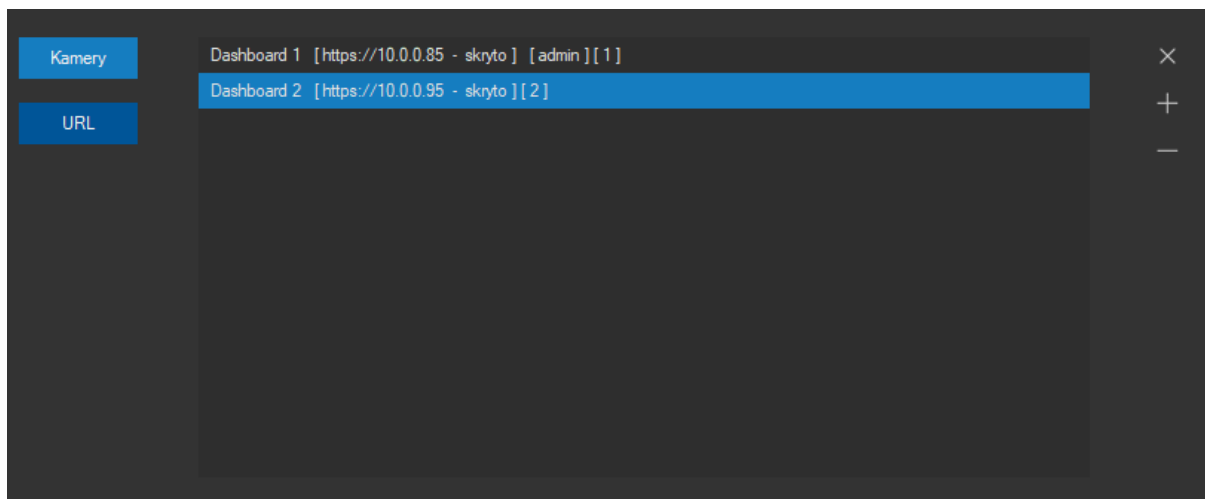 Kamery
URL
Dashboard 1 [ https://10.0.0.85 - skryto ] [ admin ] [ 1 ]
Dashboard 2 [ https://10.0.0.95 - skryto ] [ 2 ]